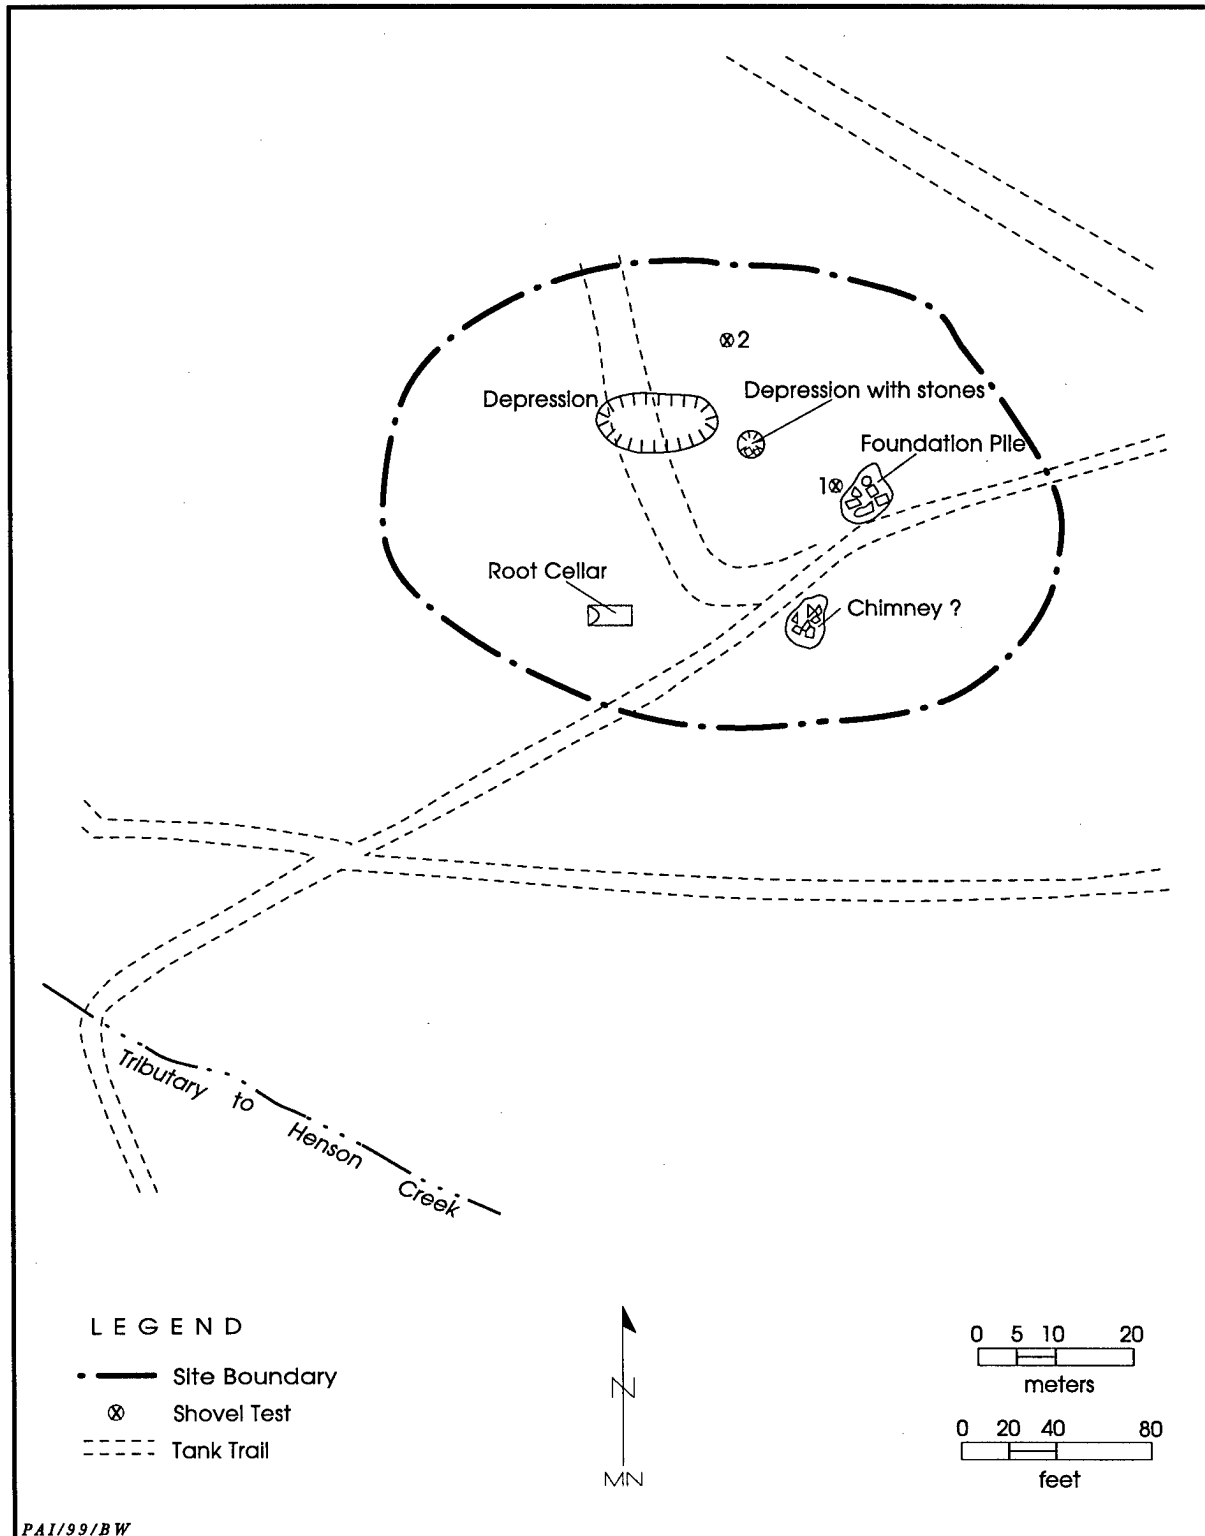 2
Depression
Depression with stones
Foundation Pile
1
Root Cellar
Chimney ?
Tributary to Henson Creek
LEGEND
Site Boundary
Shovel Test
Tank Trail
N
MN
0 5 10 20
meters
0 20 40 80
feet
PAI/99/BW